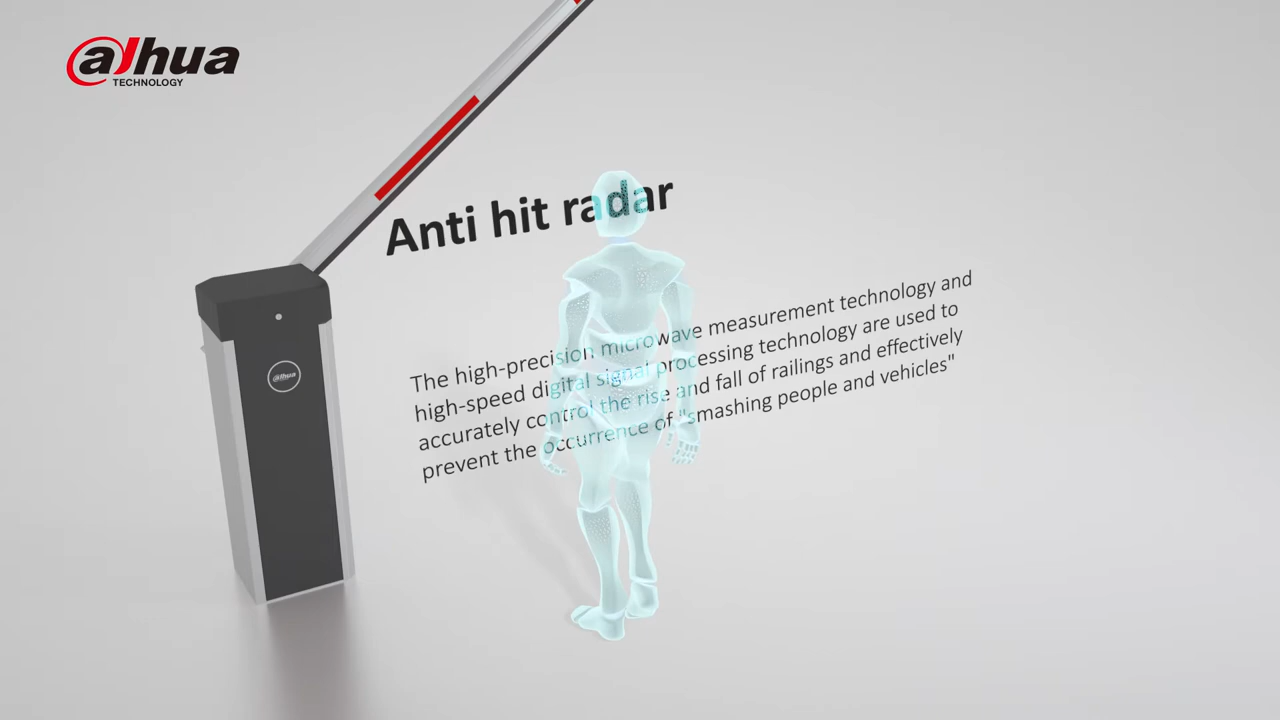 alhua
TECHNOLOGY
Anti hit radar
The high-precision microwave measurement technology and
high-speed digital signal processing technology are used to
accurately control the rise and fall of railings and effectively
prevent the occurrence of "smashing people and vehicles"
alhua